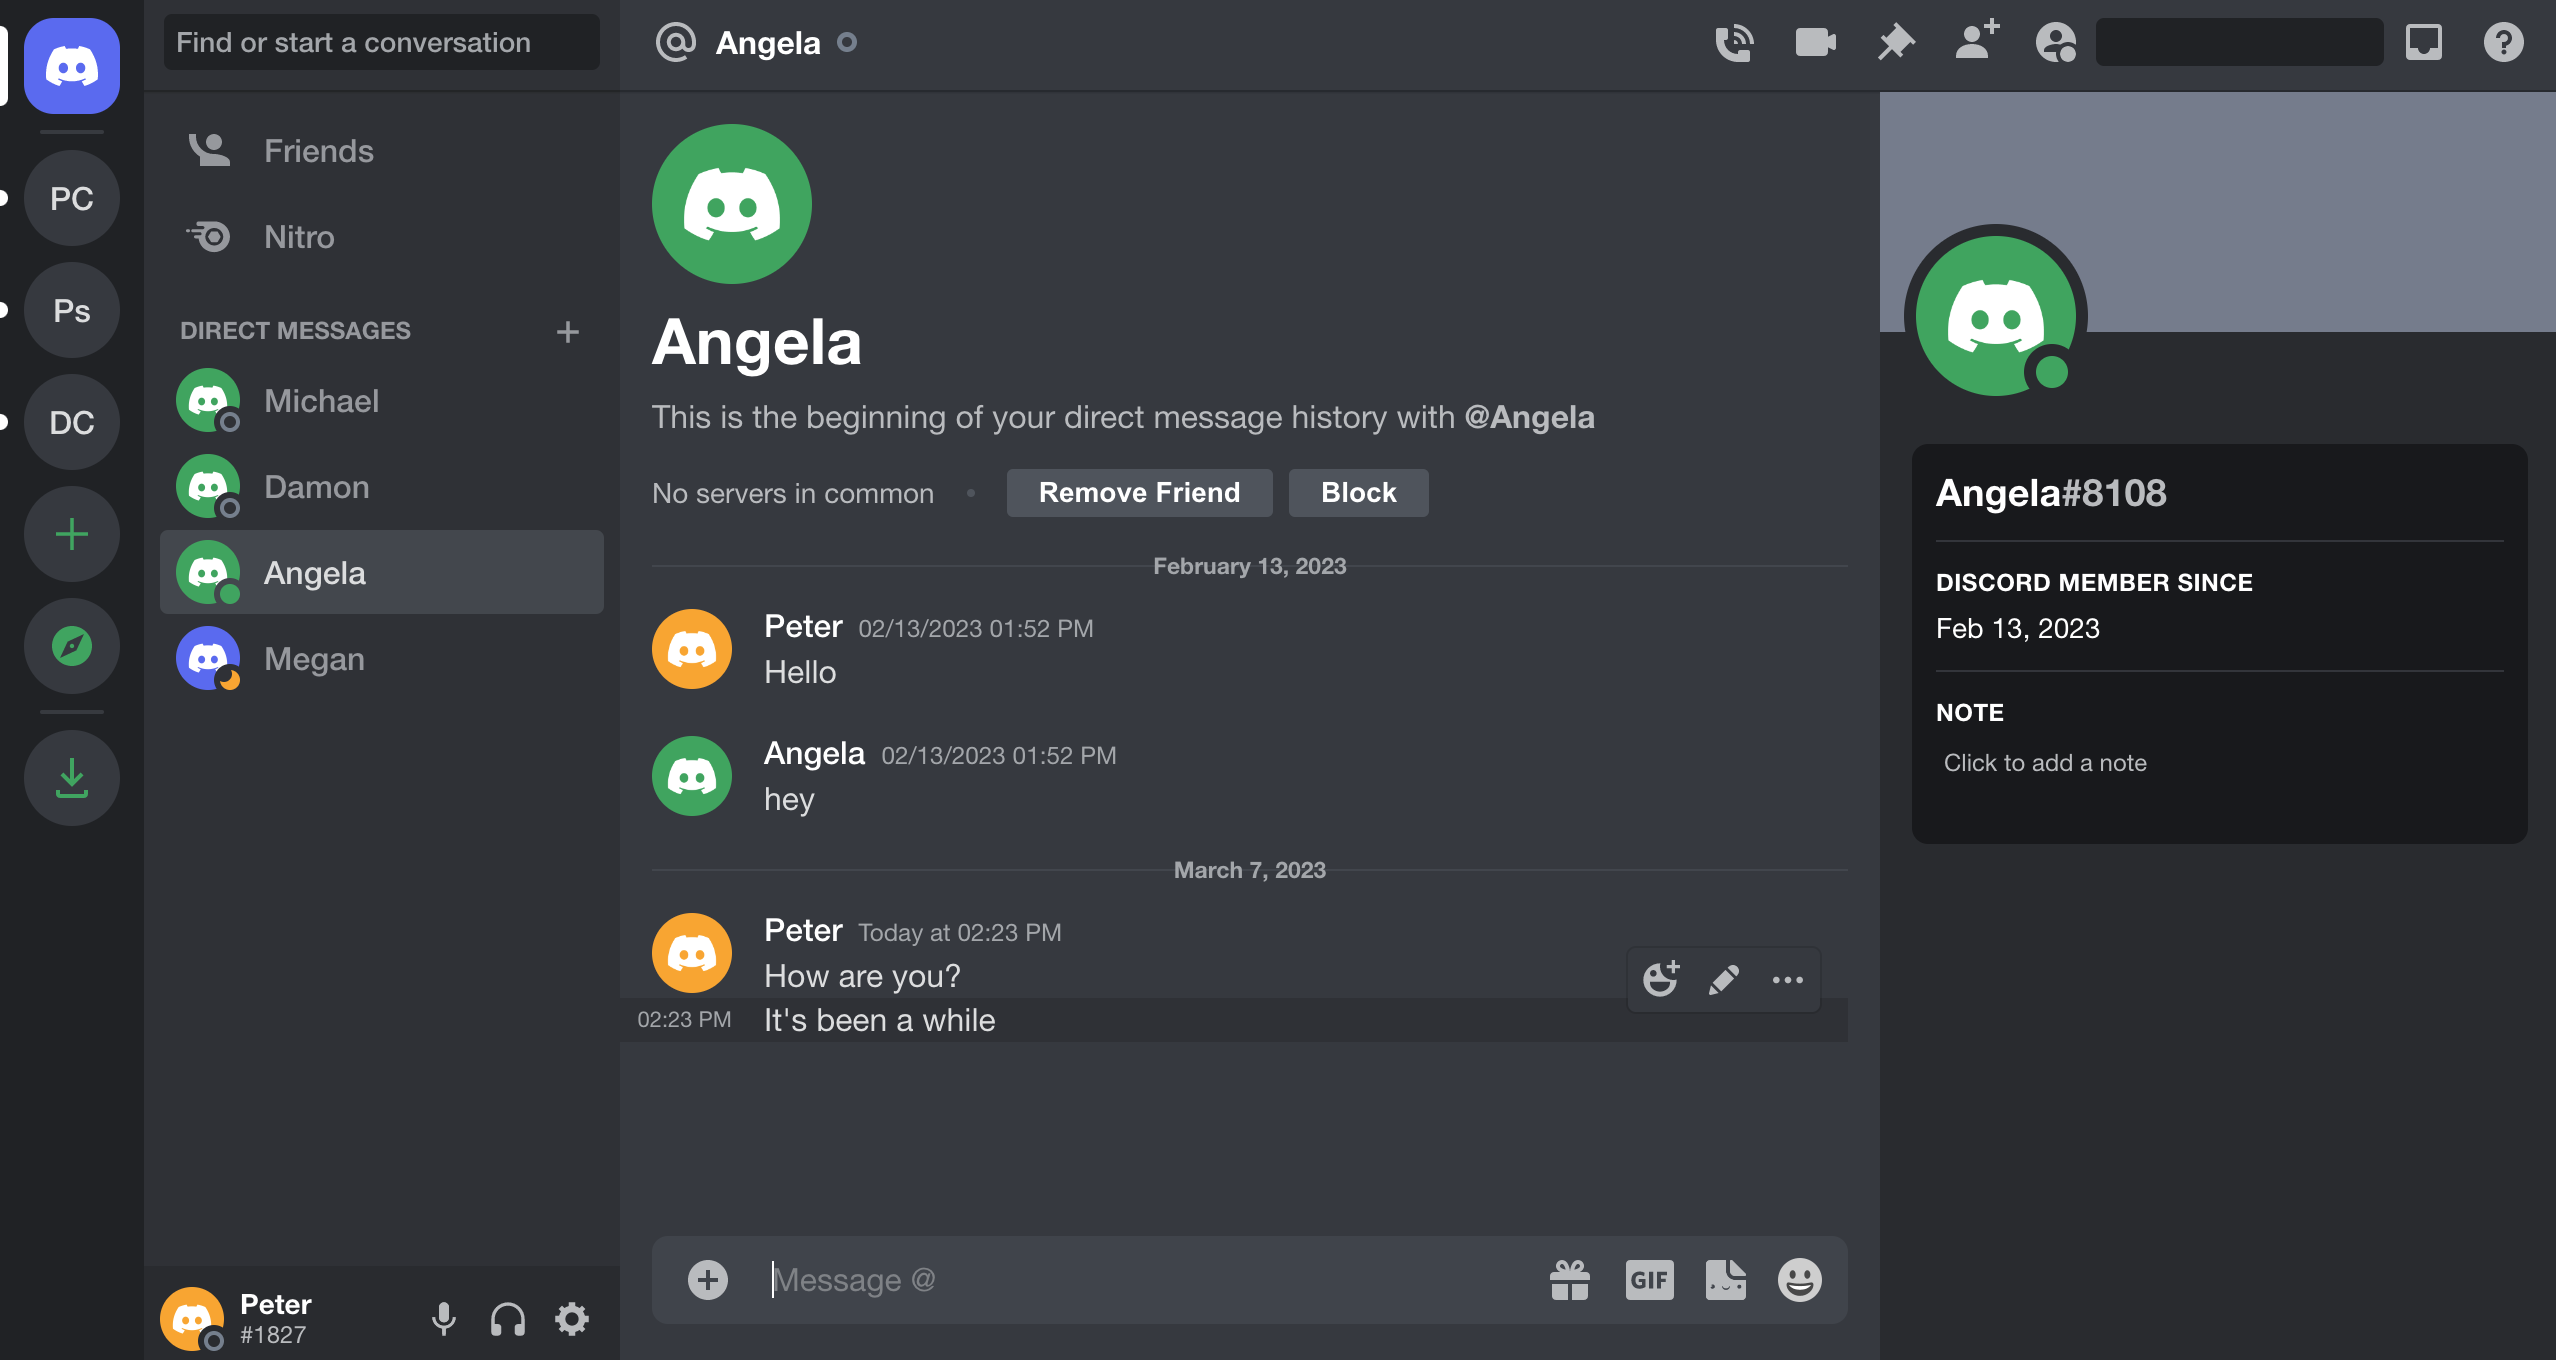 Find or start a conversation
PC
Ps
DC
Friends
Nitro
DIRECT MESSAGES
Michael
Damon
Angela
Megan
Peter
#1827
Angela
Angela
This is the beginning of your direct message history with @Angela
No servers in common
Remove Friend
Block
February 13, 2023
Peter 02/13/2023 01:52 PM
Hello
Angela 02/13/2023 01:52 PM
hey
March 7, 2023
Peter Today at 02:23 PM
How are you?
02:23 PM It's been a while
Message @
GIF
Angela#8108
DISCORD MEMBER SINCE
Feb 13, 2023
NOTE
Click to add a note